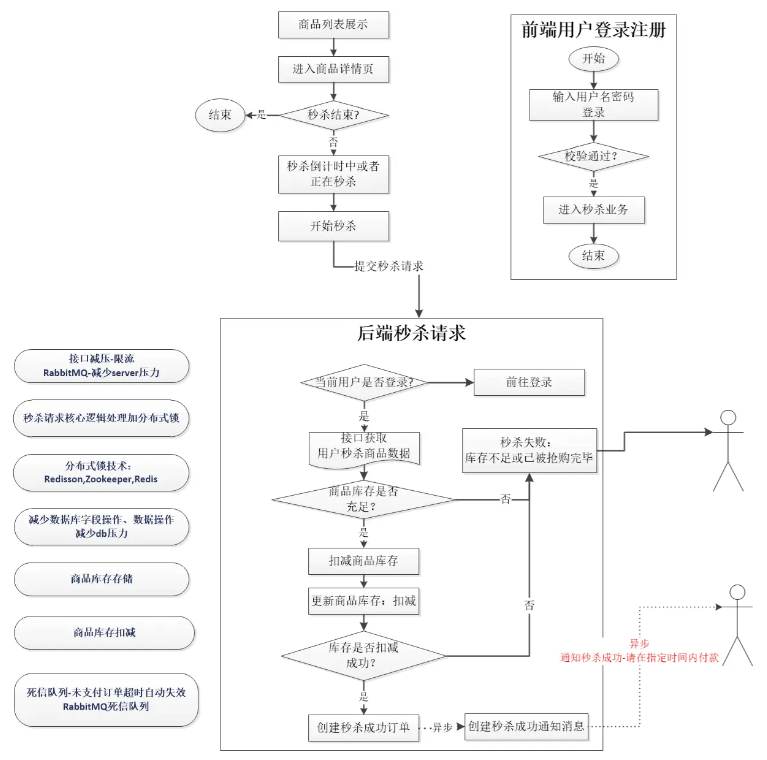 商品列表展示
进入商品详情页
秒杀结束?
是
结束
否
秒杀倒计时中或者
正在秒杀
开始秒杀
提交秒杀请求
前端用户登录注册
开始
输入用户名密码
登录
校验通过?
是
进入秒杀业务
结束
接口减压-限流
RabbitMQ-减少server压力
秒杀请求核心逻辑处理加分布式锁
分布式锁技术:
Redisson,Zookeeper,Redis
减少数据库字段操作、数据操作
减少db压力
商品库存存储
商品库存扣减
死信队列-未支付订单超时自动失效
RabbitMQ死信队列
后端秒杀请求
当前用户是否登录?
前往登录
是
接口获取
用户秒杀商品数据
秒杀失败:
库存不足或已被抢购完毕
商品库存是否
充足?
否
是
扣减商品库存
更新商品库存:扣减
否
库存是否扣减
成功?
是
创建秒杀成功订单
异步
创建秒杀成功通知消息
异步
通知秒杀成功-请在指定时间内付款